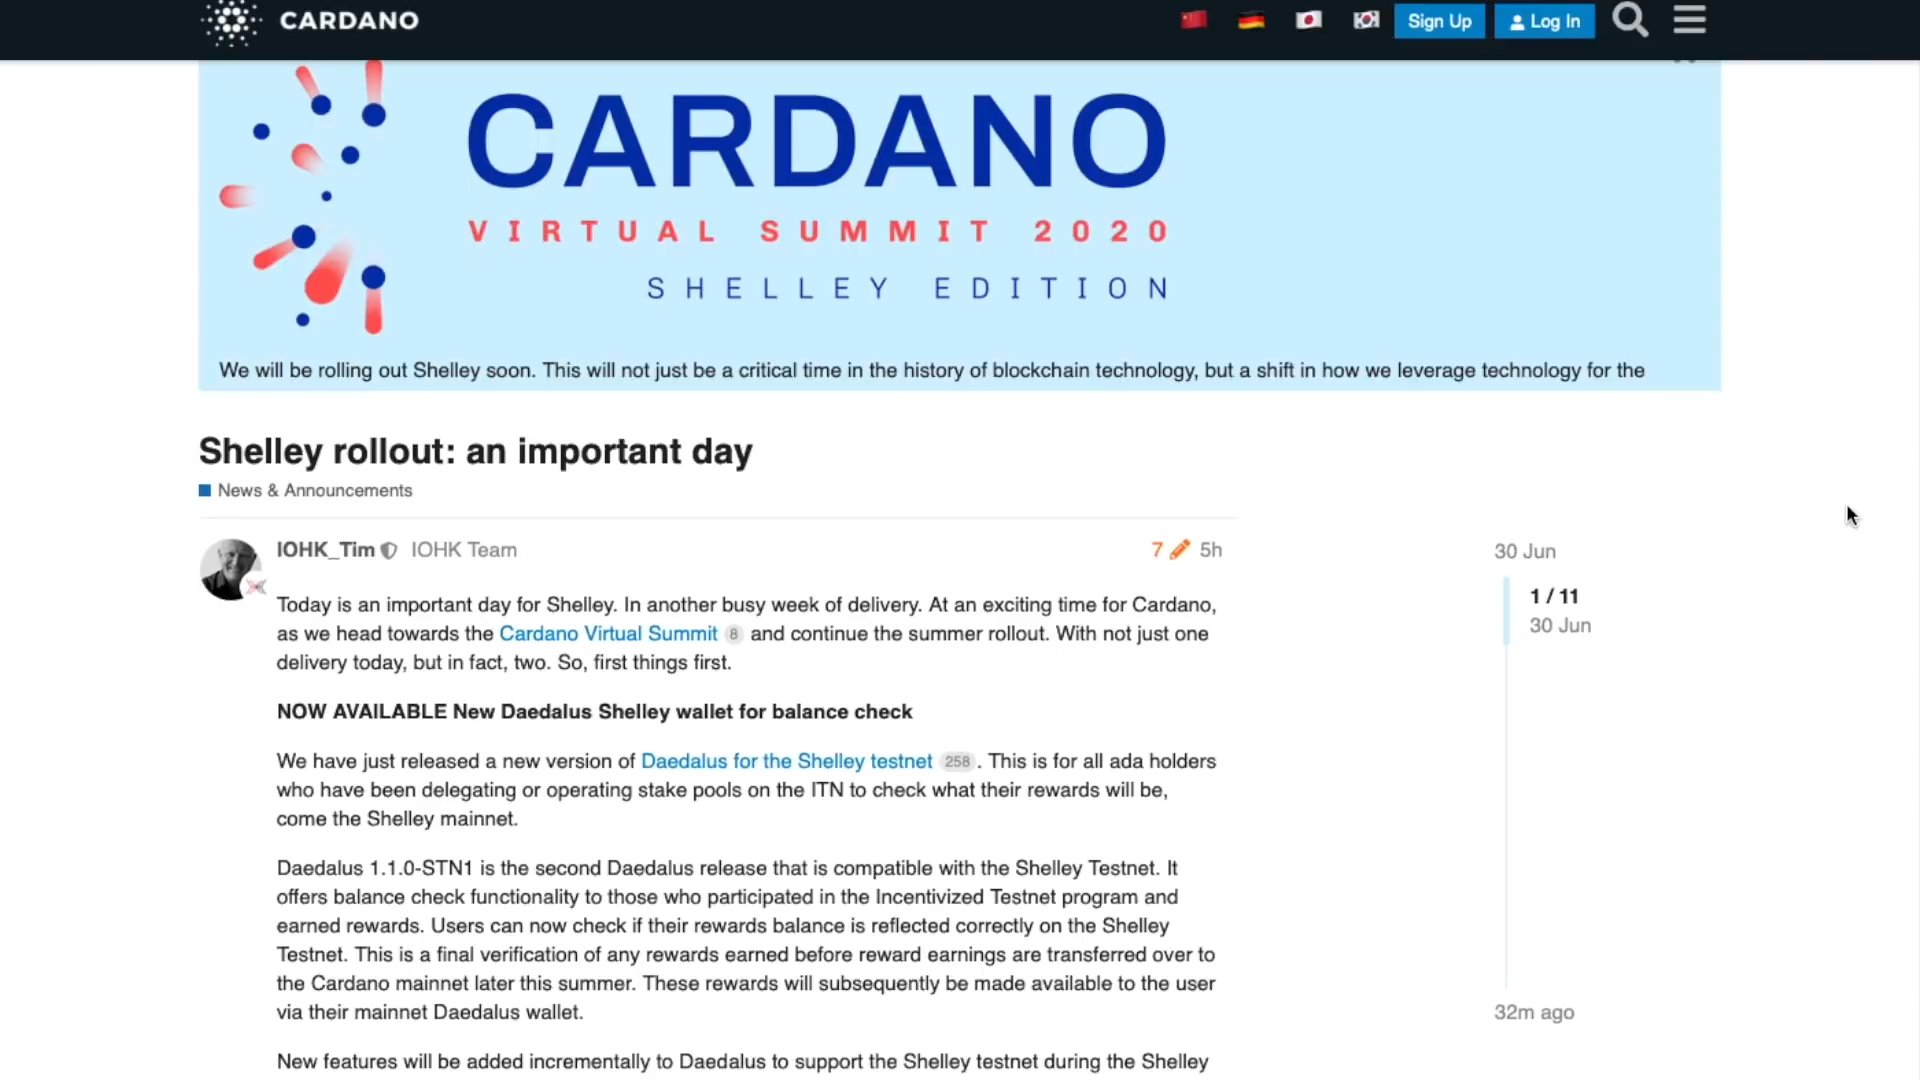 CARDANO
Sign Up
Log In
CARDANO
VIRTUAL SUMMIT 2020
SHELLEY EDITION
We will be rolling out Shelley soon. This will not just be a critical time in the history of blockchain technology, but a shift in how we leverage technology for the
Shelley rollout: an important day
News & Announcements
IOHK_Tim IOHK Team
7 5h
Today is an important day for Shelley. In another busy week of delivery. At an exciting time for Cardano,
as we head towards the Cardano Virtual Summit 8 and continue the summer rollout. With not just one
delivery today, but in fact, two. So, first things first.
NOW AVAILABLE New Daedalus Shelley wallet for balance check
We have just released a new version of Daedalus for the Shelley testnet 258 . This is for all ada holders
who have been delegating or operating stake pools on the ITN to check what their rewards will be,
come the Shelley mainnet.
Daedalus 1.1.0-STN1 is the second Daedalus release that is compatible with the Shelley Testnet. It
offers balance check functionality to those who participated in the Incentivized Testnet program and
earned rewards. Users can now check if their rewards balance is reflected correctly on the Shelley
Testnet. This is a final verification of any rewards earned before reward earnings are transferred over to
the Cardano mainnet later this summer. These rewards will subsequently be made available to the user
via their mainnet Daedalus wallet.
New features will be added incrementally to Daedalus to support the Shelley testnet during the Shelley
30 Jun
1 / 11
30 Jun
32m ago